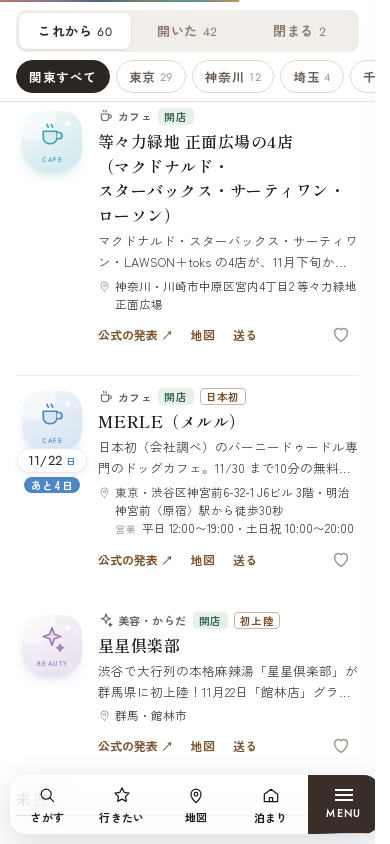 これから 60
開いた 42
閉まる 2
関東すべて
東京 29
神奈川 12
埼玉 4
CAFE
カフェ 開店
等々力緑地 正面広場の4店
（マクドナルド・
スターバックス・サーティワン・
ローソン）
マクドナルド・スターバックス・サーティワ
ン・LAWSON＋toks の4店が、11月下旬か…
神奈川・川崎市中原区宮内4丁目2 等々力緑地
正面広場
公式の発表 ↗ 地図 送る
CAFE
11/22 日
あと4日
カフェ 開店 日本初
MERLE（メルル）
日本初（会社調べ）のバーニードゥードル専
門のドッグカフェ。11/30 まで10分の無料…
東京・渋谷区神宮前6-32-1 J6ビル 3階・明治
神宮前〈原宿〉駅から徒歩30秒
営業 平日 12:00〜19:00・土日祝 10:00〜20:00
公式の発表 ↗ 地図 送る
BEAUTY
美容・からだ 開店 初上陸
星星倶楽部
渋谷で大行列の本格麻辣湯「星星倶楽部」が
群馬県に初上陸！11月22日「館林店」グラ…
群馬・館林市
公式の発表 ↗ 地図 送る
さがす
行きたい
地図
泊まり
MENU